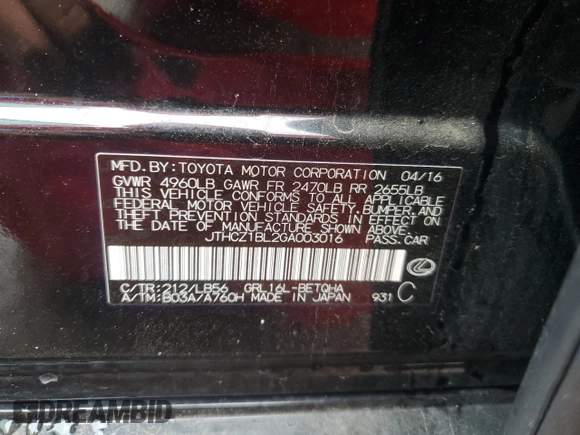 MFD. BY: TOYOTA MOTOR CORPORATION 04/16
GVWR 4960LB GAWR FR 2470LB RR 2655LB
THIS VEHICLE CONFORMS TO ALL APPLICABLE
FEDERAL MOTOR VEHICLE SAFETY, BUMPER, AND
THEFT PREVENTION STANDARDS IN EFFECT ON
THE DATE OF MANUFACTURE SHOWN ABOVE.
JTHCZ1BL2GA003016 PASS. CAR
C/TR: 212/LB56 GRL16L-BETQHA
A/TM: B03A/A760H MADE IN JAPAN 931 C
DREAMBID